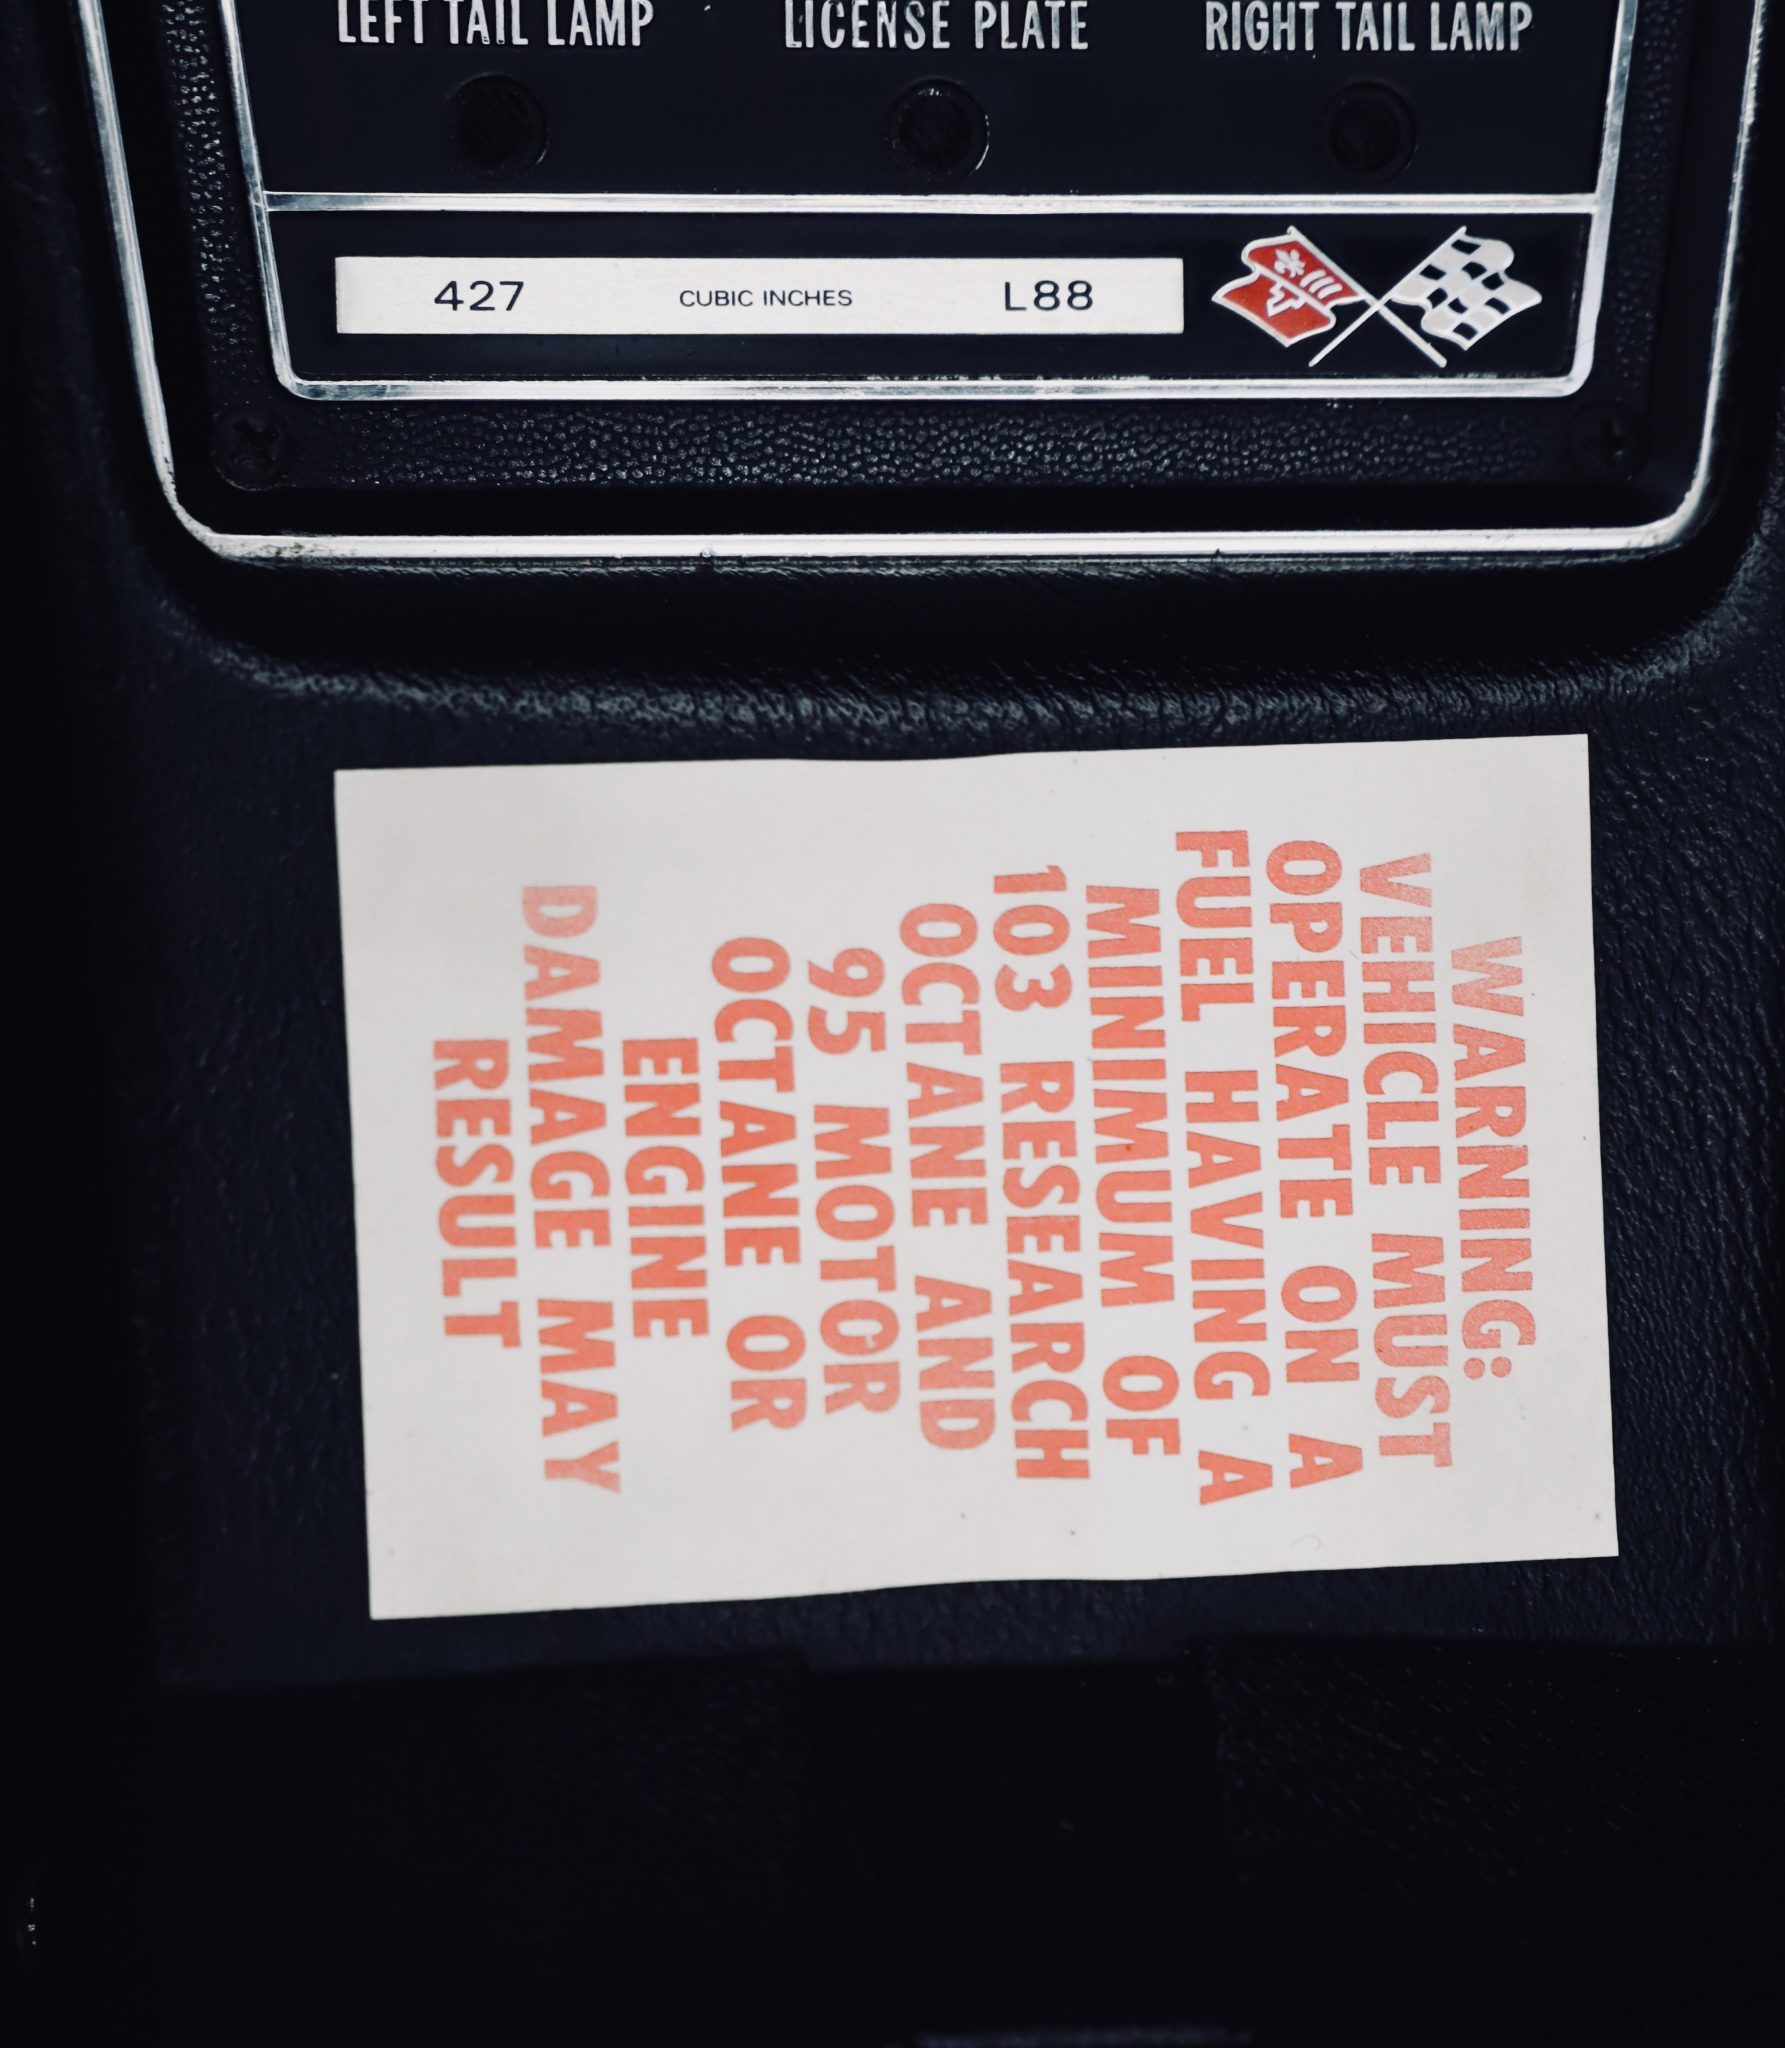 LEFT TAIL LAMP LICENSE PLATE RIGHT TAIL LAMP
427 CUBIC INCHES L88
WARNING:
VEHICLE MUST
OPERATE ON A
FUEL HAVING A
MINIMUM OF
103 RESEARCH
OCTANE AND
95 MOTOR
OCTANE OR
ENGINE
DAMAGE MAY
RESULT